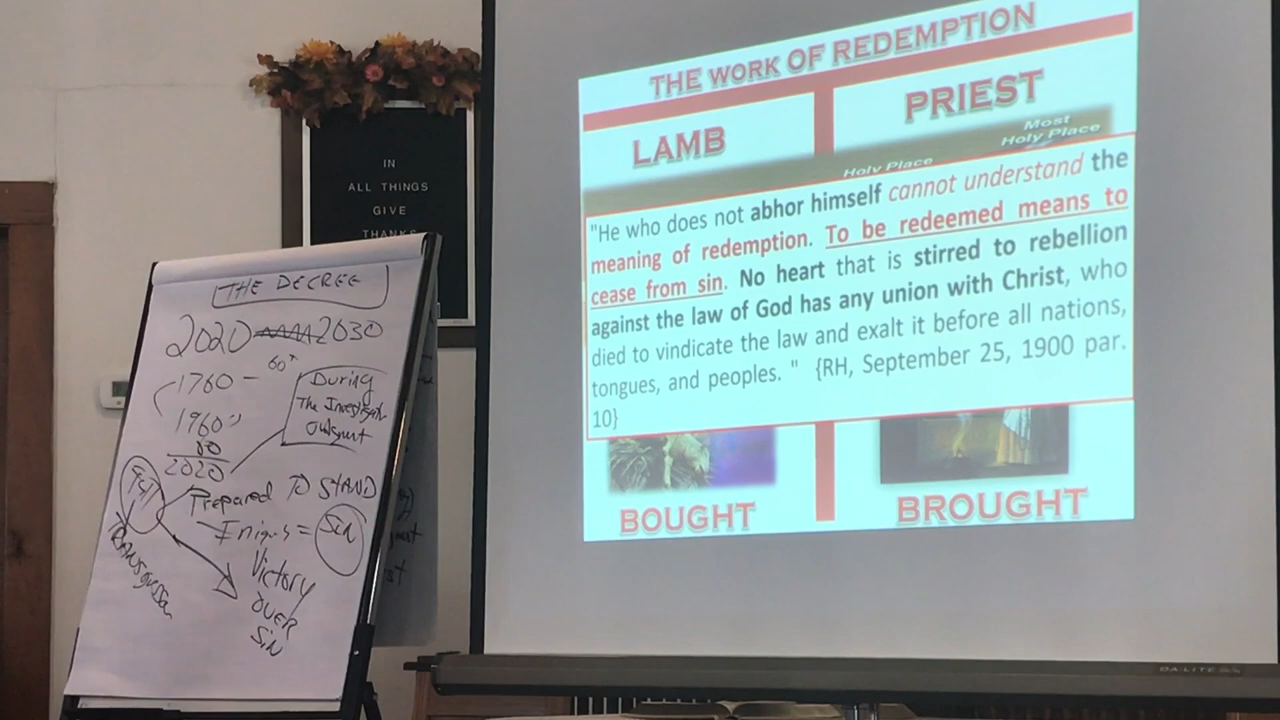 IN
ALL THINGS
GIVE
THANKS
THE DECREE
2020 2030
60
1760 -
1960
60
2020
During
The
Prepared TO STAND
= Sin
Victory
OVER
SiN
THE WORK OF REDEMPTION
LAMB
PRIEST
Most
Holy Place
Holy Place
"He who does not abhor himself cannot understand the
meaning of redemption. To be redeemed means to
cease from sin. No heart that is stirred to rebellion
against the law of God has any union with Christ, who
died to vindicate the law and exalt it before all nations,
tongues, and peoples. " {RH, September 25, 1900 par.
10}
BOUGHT
BROUGHT
DA-LITE